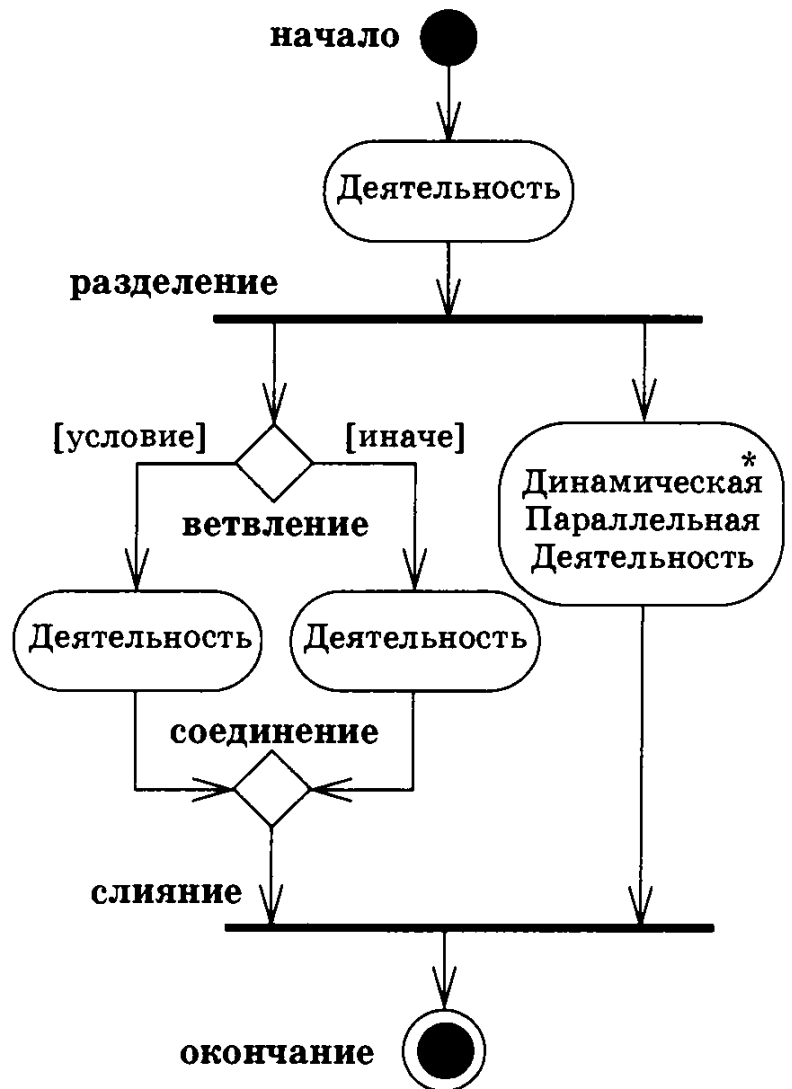 начало
Деятельность
разделение
[условие]
[иначе]
ветвление
*
Динамическая
Параллельная
Деятельность
Деятельность
Деятельность
соединение
слияние
окончание